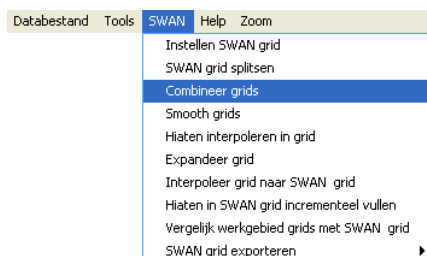 Databestand Tools SWAN Help Zoom
Instellen SWAN grid
SWAN grid splitsen
Combineer grids
Smooth grids
Hiaten interpoleren in grid
Expandeer grid
Interpoleer grid naar SWAN grid
Hiaten in SWAN grid incrementeel vullen
Vergelijk werkgebied grids met SWAN grid
SWAN grid exporteren